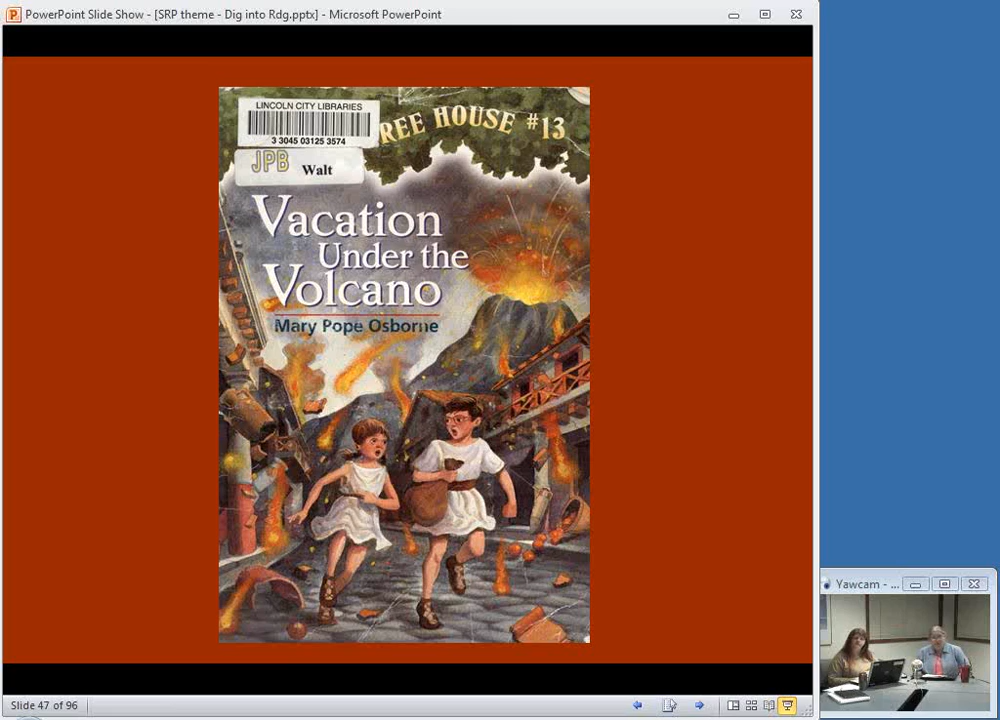 PowerPoint Slide Show - [SRP theme - Dig into Rdg.pptx] - Microsoft PowerPoint
LINCOLN CITY LIBRARIES
3 3045 03125 3574
REE HOUSE #13
JPB Walt
Vacation
Under the
Volcano
Mary Pope Osborne
Yawcam - ...
Slide 47 of 96